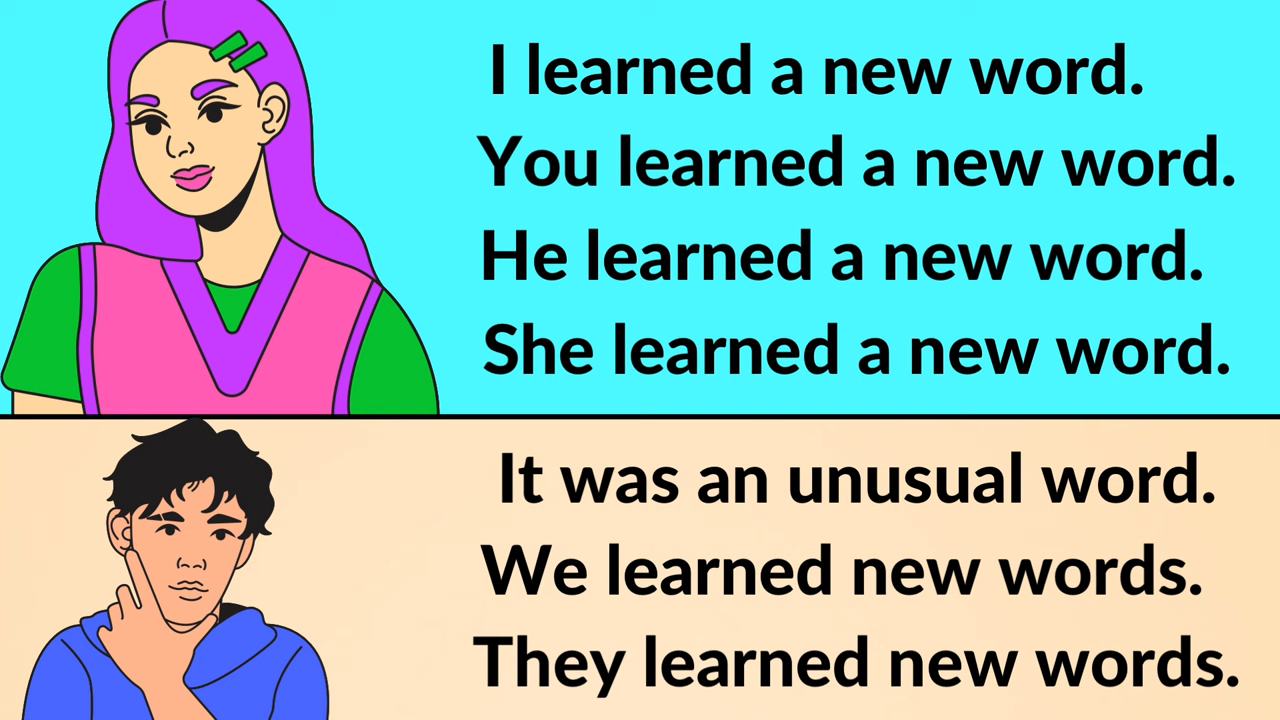 I learned a new word.
You learned a new word.
He learned a new word.
She learned a new word.
It was an unusual word.
We learned new words.
They learned new words.